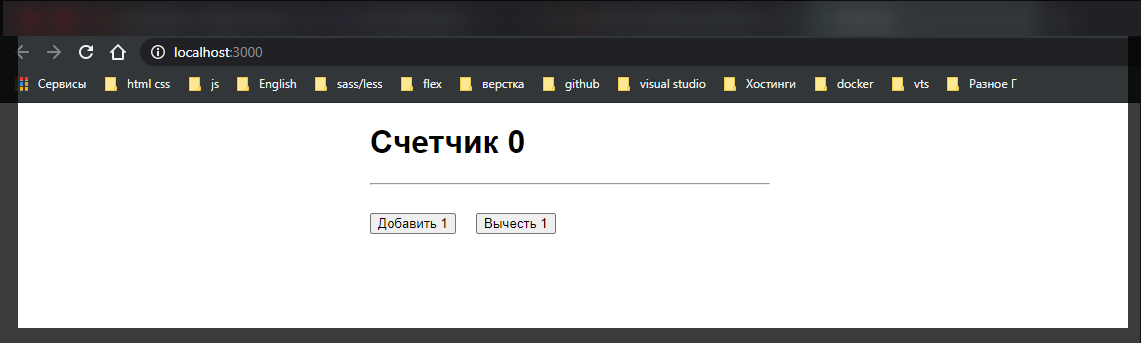 localhost:3000
Сервисы html css js English sass/less flex верстка github visual studio Хостинги docker vts Разное Г
Счетчик 0
Добавить 1 Вычесть 1